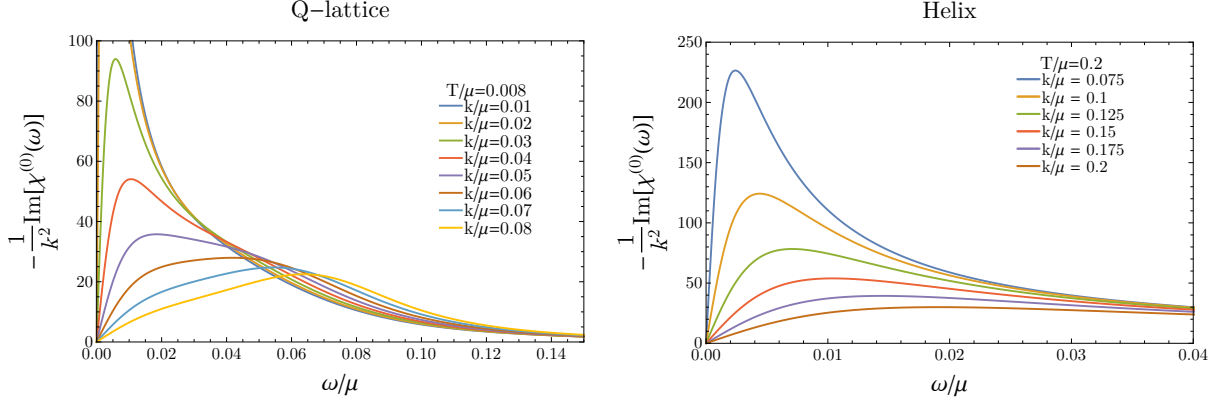 Q−lattice
−1/k² Im[χ⁽⁰⁾(ω)]
100
80
60
40
20
0
0.00 0.02 0.04 0.06 0.08 0.10 0.12 0.14
ω/μ
T/μ=0.008
k/μ=0.01
k/μ=0.02
k/μ=0.03
k/μ=0.04
k/μ=0.05
k/μ=0.06
k/μ=0.07
k/μ=0.08
Helix
−1/k² Im[χ⁽⁰⁾(ω)]
250
200
150
100
50
0
0.00 0.01 0.02 0.03 0.04
ω/μ
T/μ=0.2
k/μ = 0.075
k/μ = 0.1
k/μ = 0.125
k/μ = 0.15
k/μ = 0.175
k/μ = 0.2